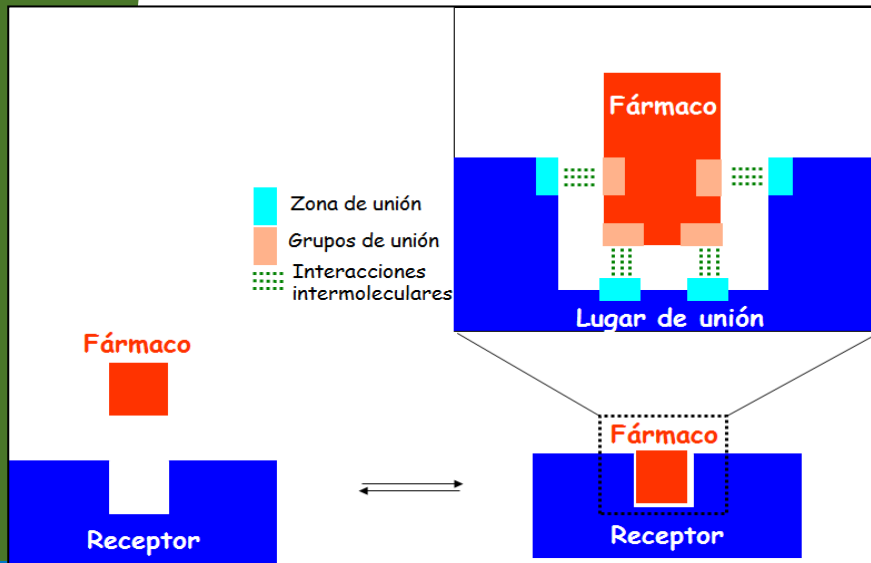 Fármaco
Zona de unión
Grupos de unión
Interacciones
intermoleculares
Lugar de unión
Fármaco
Receptor
Fármaco
Receptor